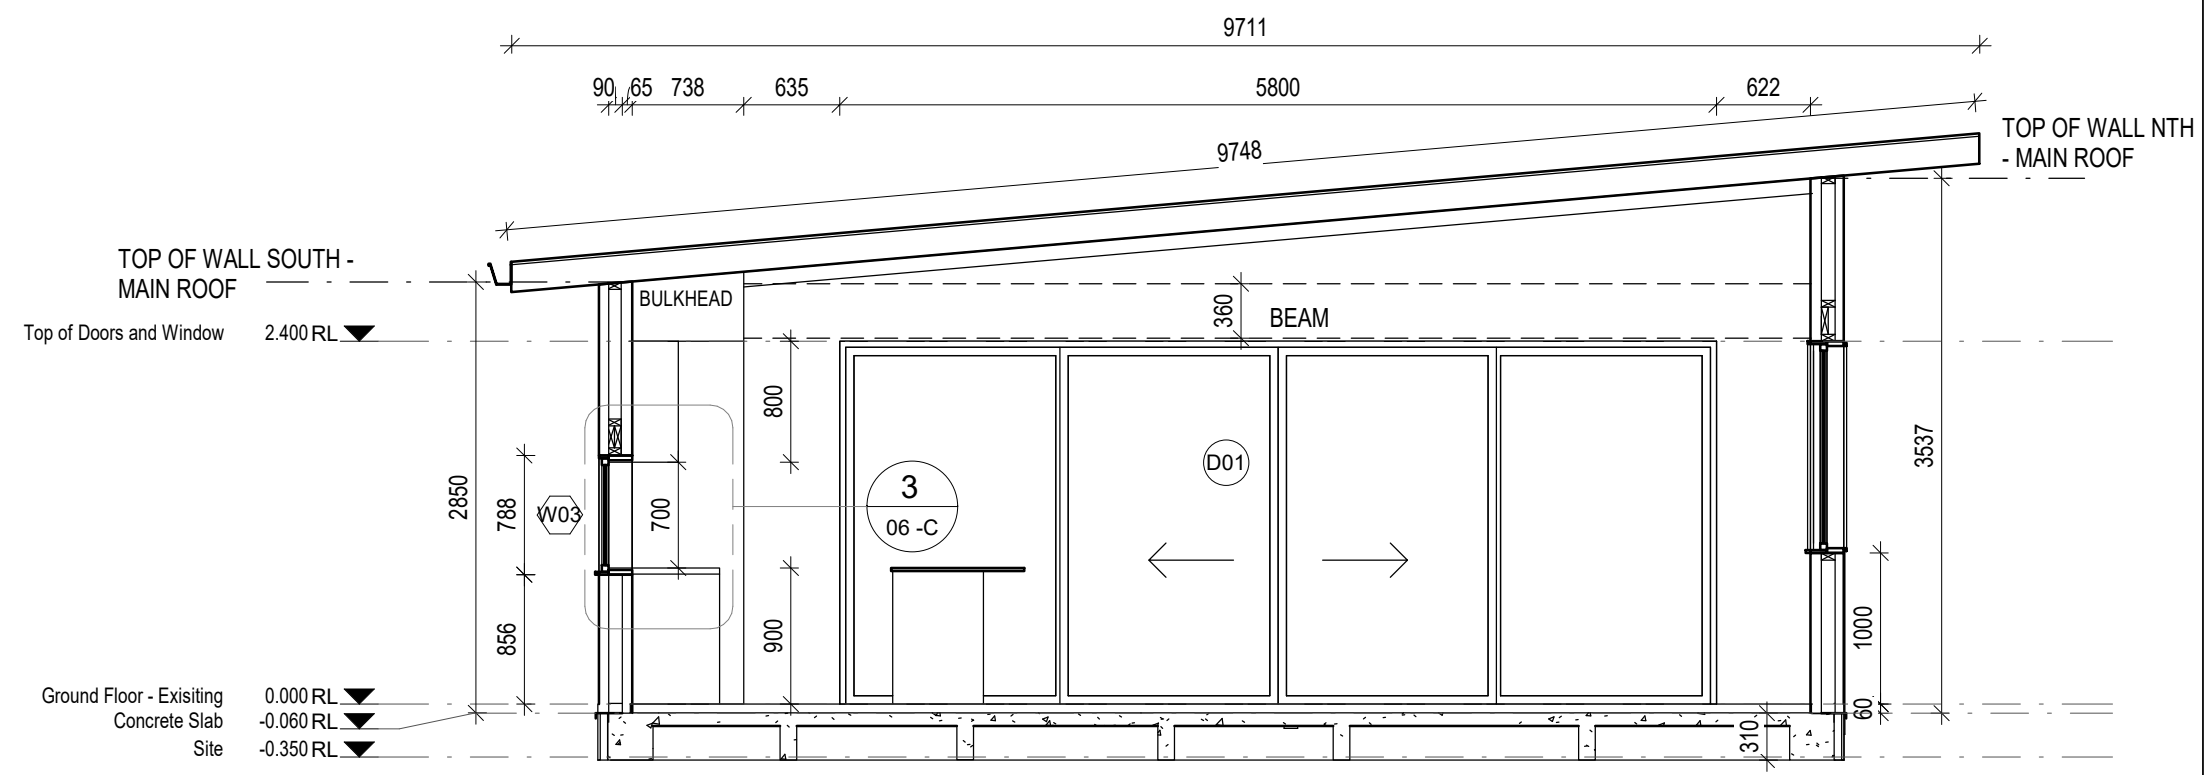 9711
90 65 738 635 5800 622
9748
TOP OF WALL NTH
- MAIN ROOF
TOP OF WALL SOUTH -
MAIN ROOF
BULKHEAD
360
BEAM
Top of Doors and Window 2.400 RL
800
D01
3537
2850
788
W03
700
3
06 -C
856
900
1000
Ground Floor - Exisiting 0.000 RL
Concrete Slab -0.060 RL
60
Site -0.350 RL
310